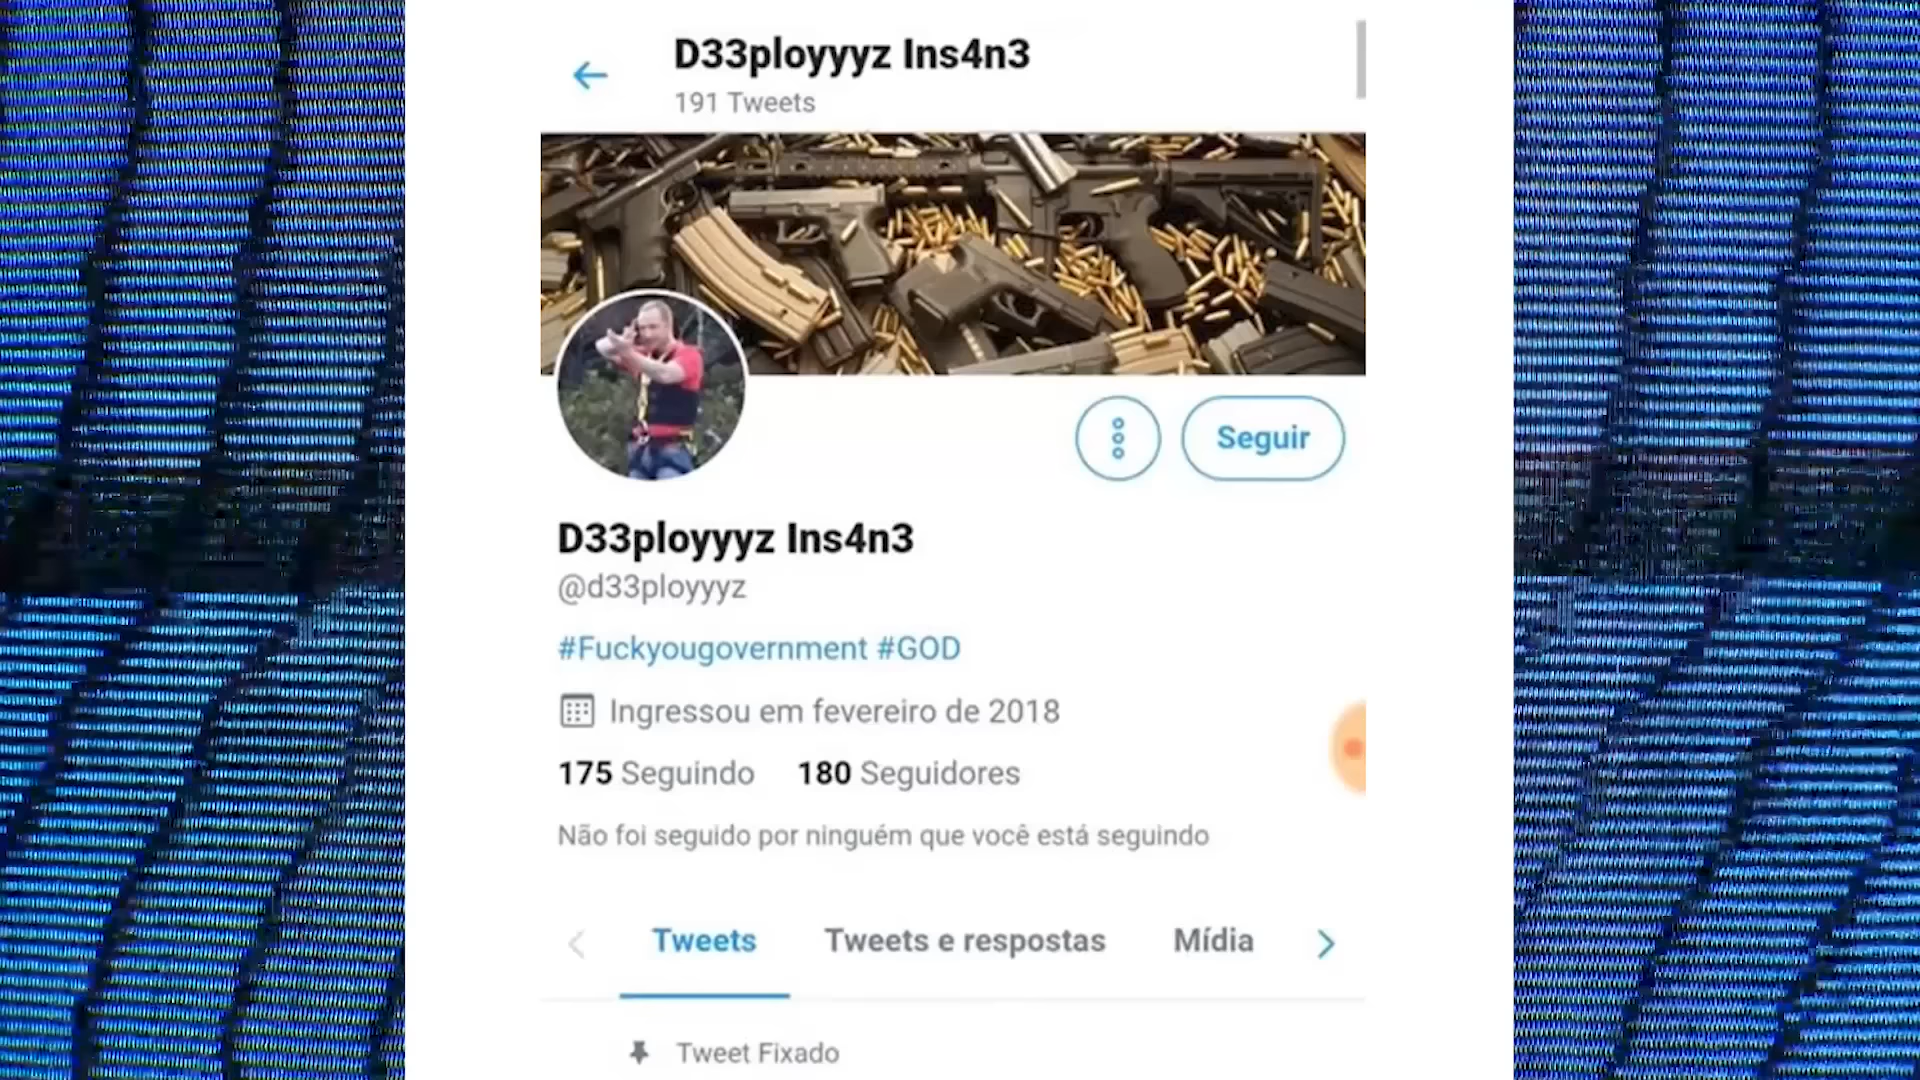 D33ployyyz Ins4n3
191 Tweets
Seguir
D33ployyyz Ins4n3
@d33ployyyz
#Fuckyougovernment #GOD
Ingressou em fevereiro de 2018
175 Seguindo 180 Seguidores
Não foi seguido por ninguém que você está seguindo
Tweets Tweets e respostas Mídia
Tweet Fixado